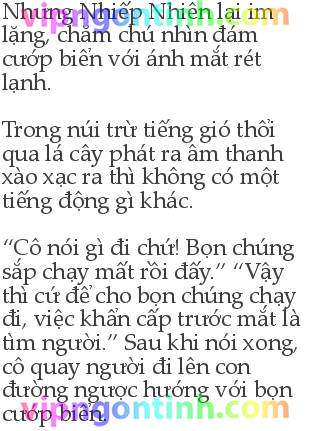 Nhưng Nhiếp Nhiên lại im
lặng, chăm chú nhìn đám
cướp biển với ánh mắt rét
lạnh.
Trong núi trừ tiếng gió thổi
qua lá cây phát ra âm thanh
xào xạc ra thì không có một
tiếng động gì khác.
“Cô nói gì đi chứ! Bọn chúng
sắp chạy mất rồi đấy.” “Vậy
thì cứ để cho bọn chúng chạy
đi, việc khẩn cấp trước mắt là
tìm người.” Sau khi nói xong,
cô quay người đi lên con
đường ngược hướng với bọn
cướp biển.
vipngontinh.com
vipngontinh.com